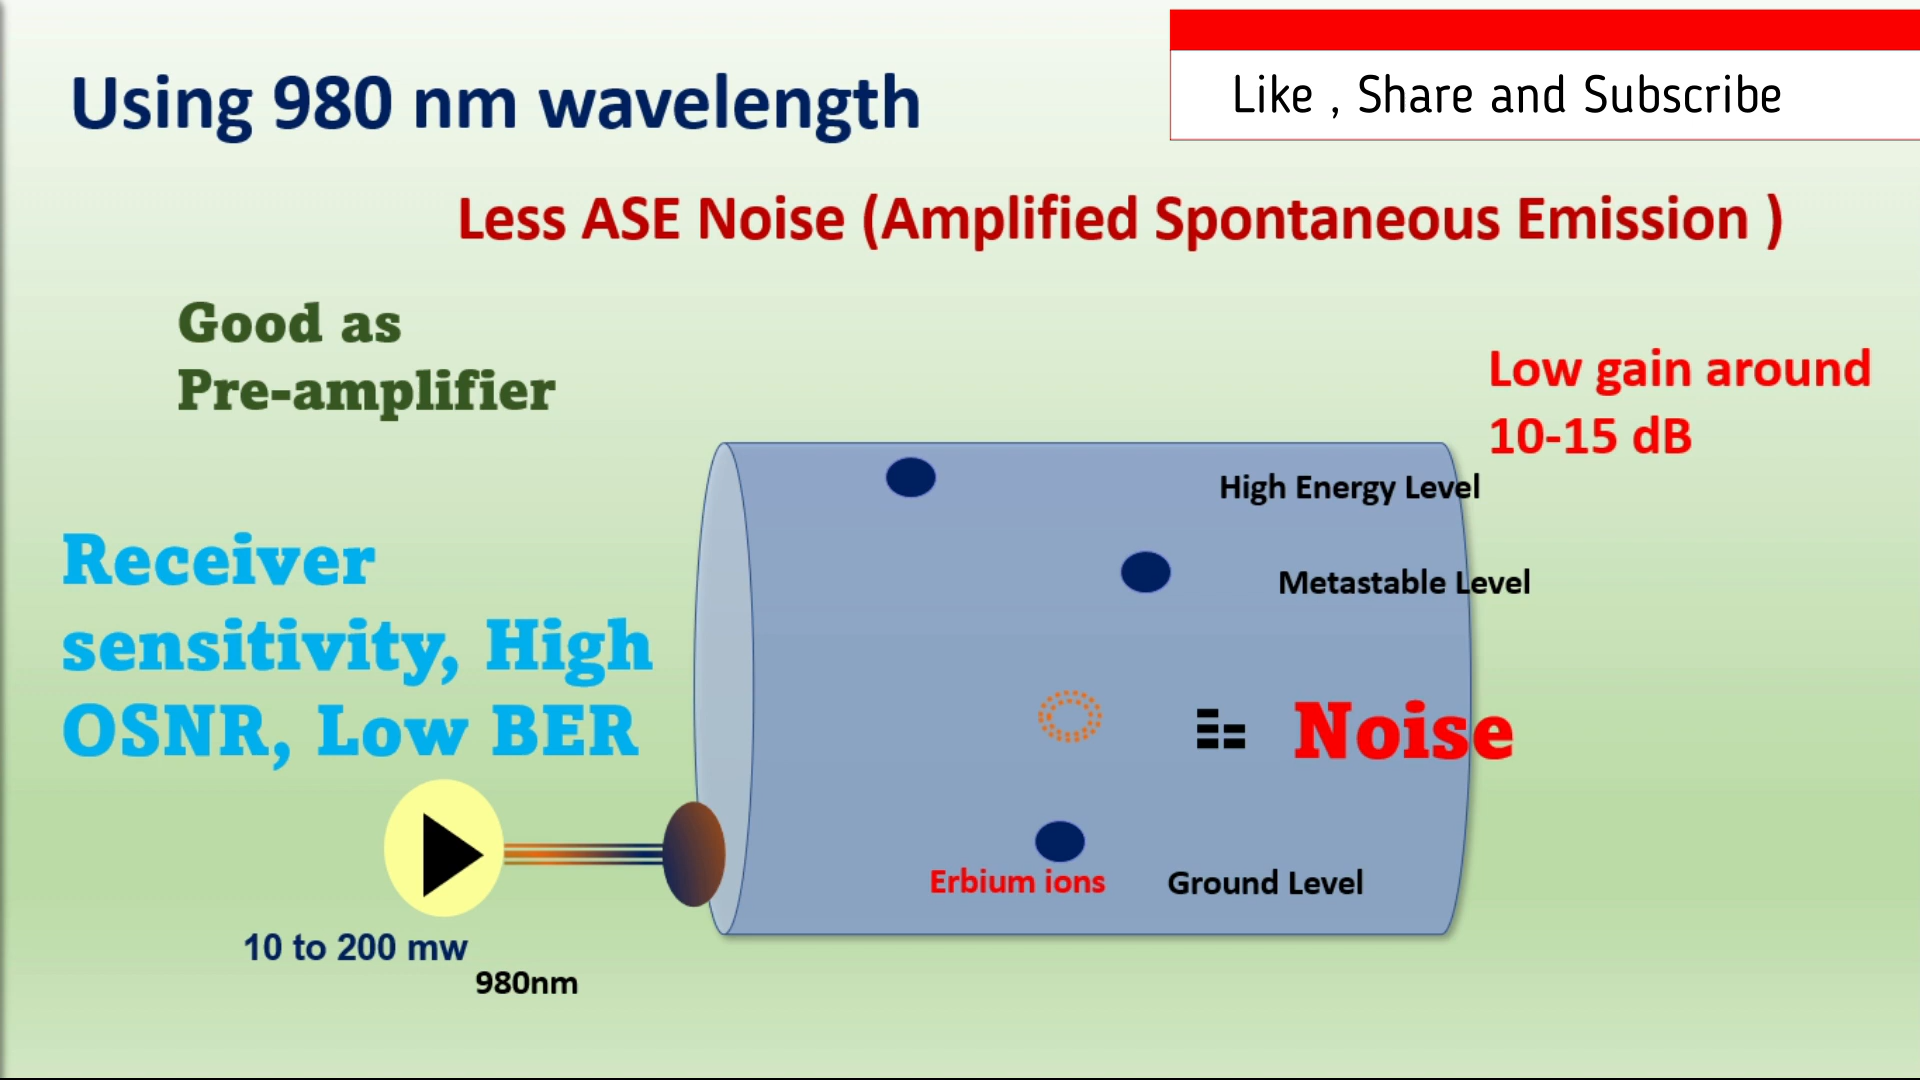 Using 980 nm wavelength
Like , Share and Subscribe
Less ASE Noise (Amplified Spontaneous Emission )
Good as
Pre-amplifier
Low gain around
10-15 dB
High Energy Level
Receiver
sensitivity, High
OSNR, Low BER
Metastable Level
Noise
Erbium ions
Ground Level
10 to 200 mw
980nm